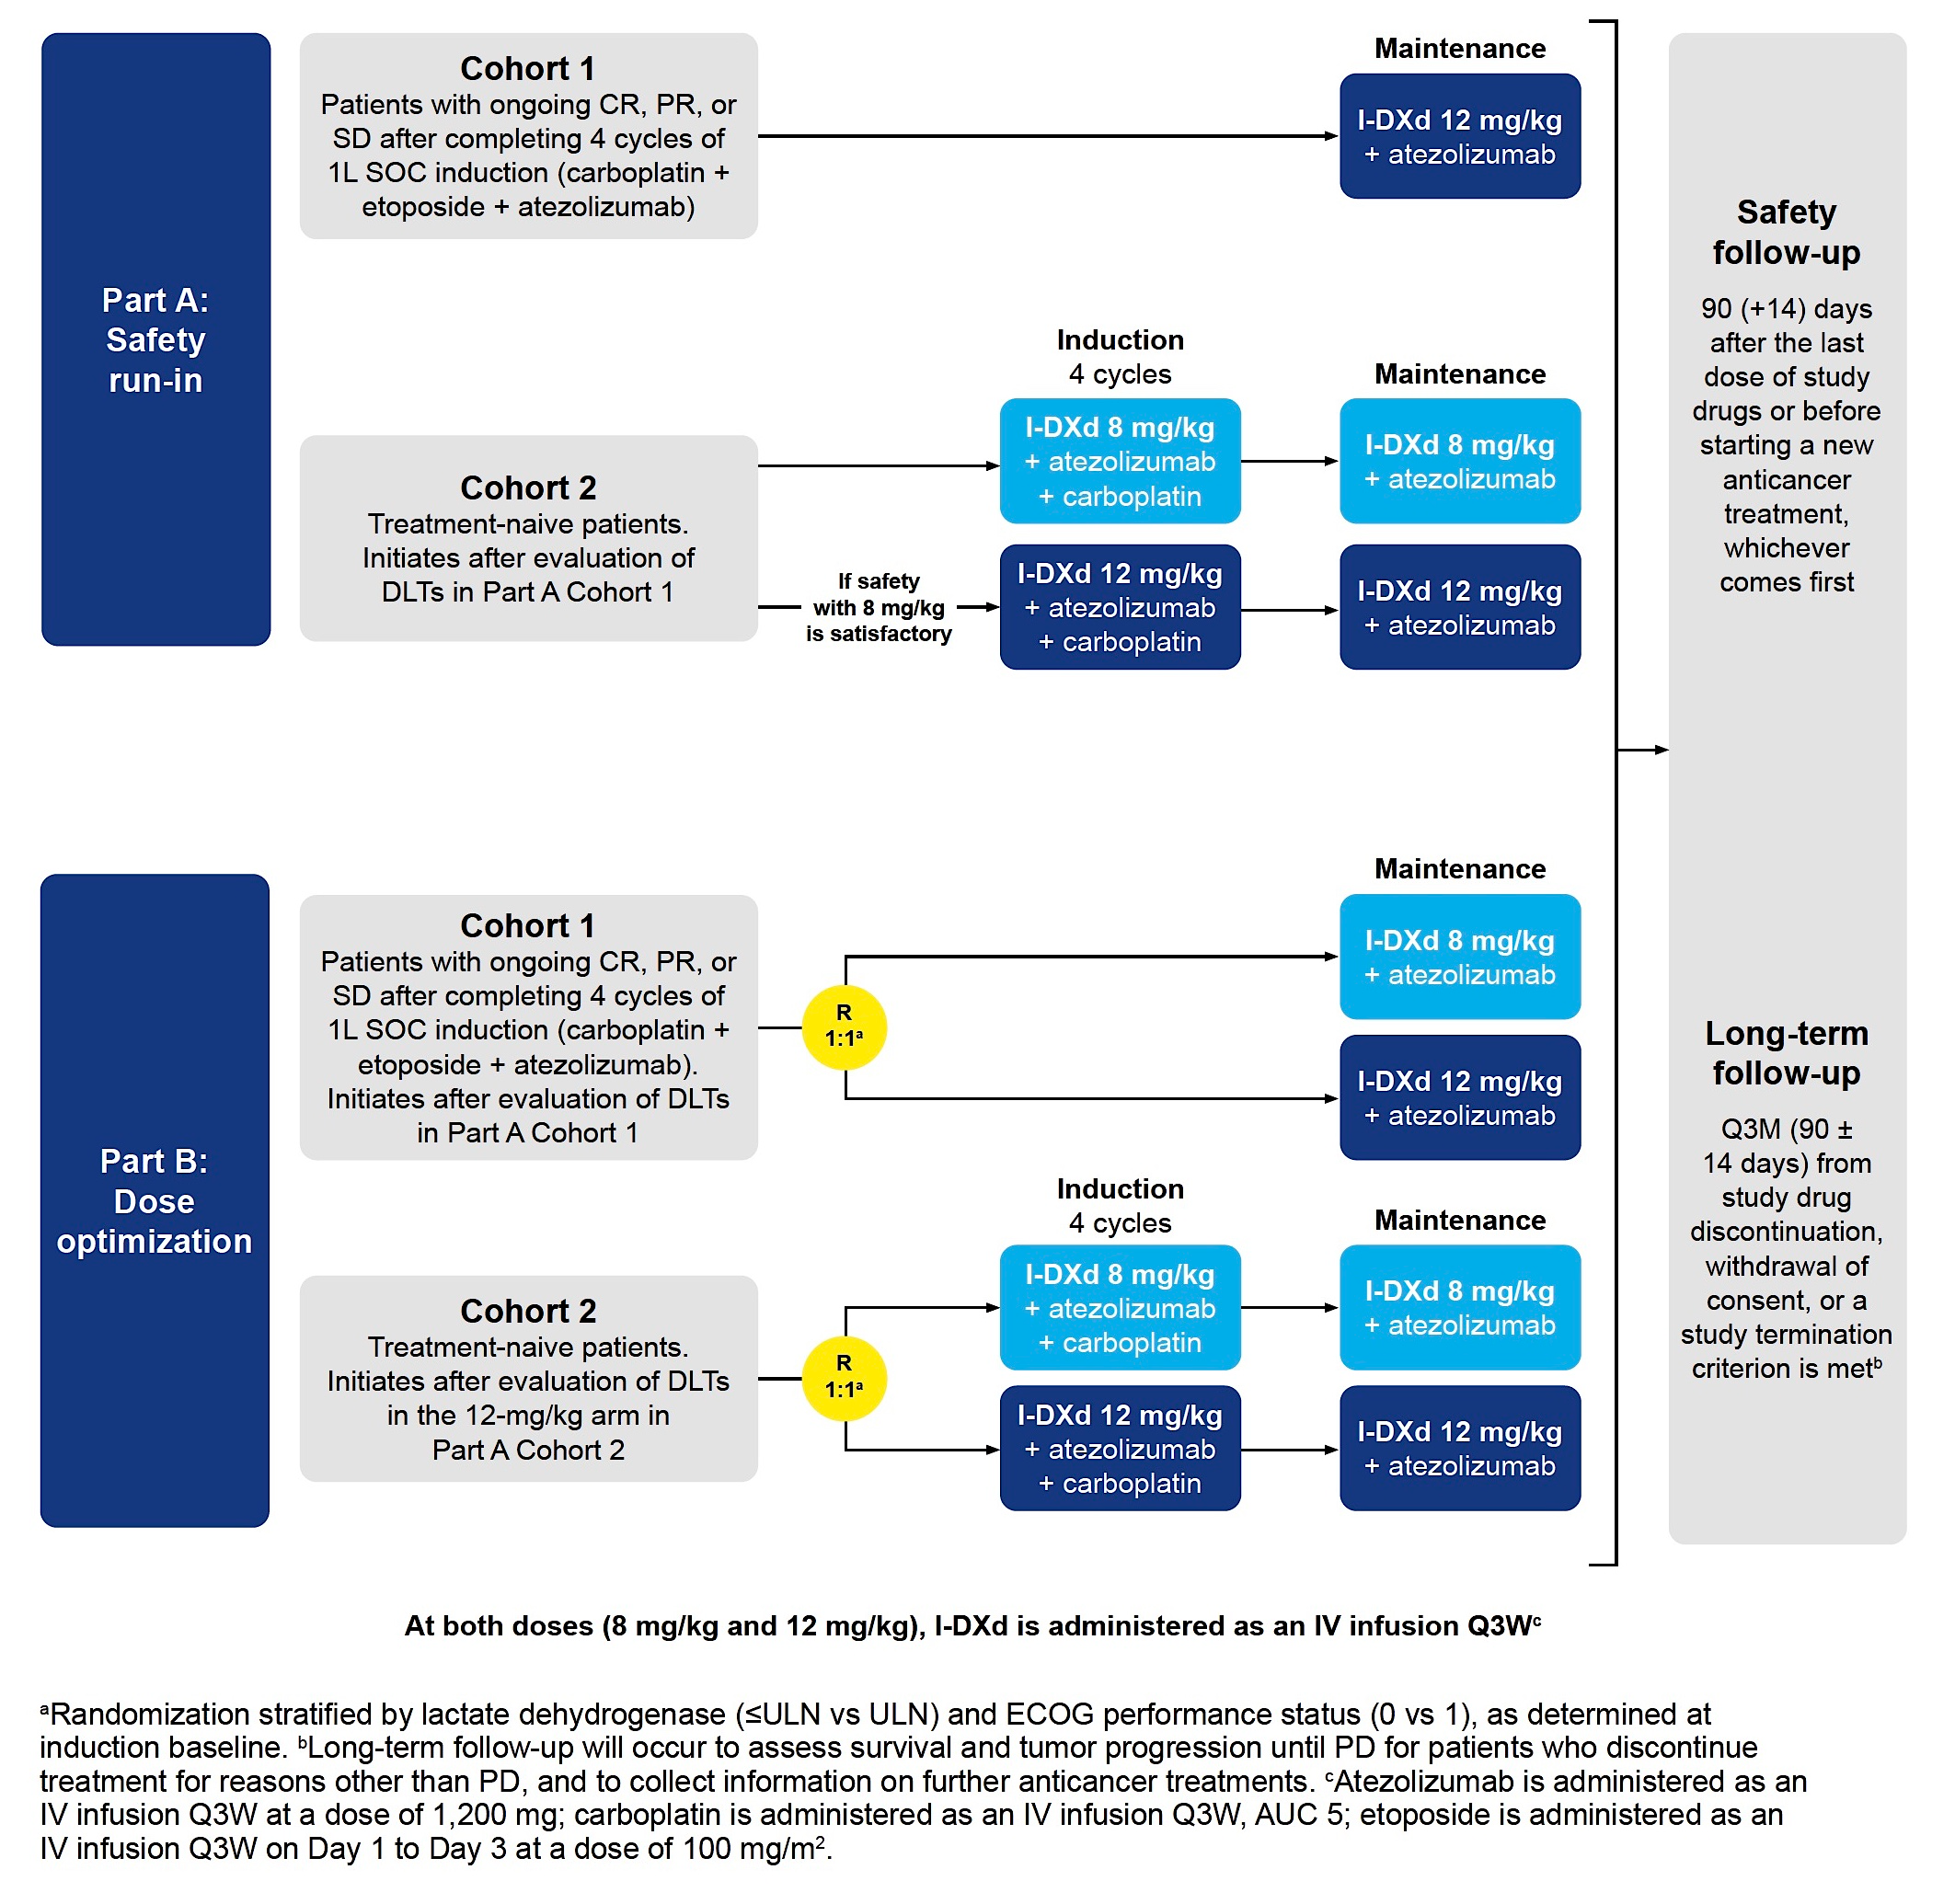 Part A:
Safety
run-in
Cohort 1
Patients with ongoing CR, PR, or
SD after completing 4 cycles of
1L SOC induction (carboplatin +
etoposide + atezolizumab)
Maintenance
I-DXd 12 mg/kg
+ atezolizumab
Cohort 2
Treatment-naive patients.
Initiates after evaluation of
DLTs in Part A Cohort 1
If safety
with 8 mg/kg
is satisfactory
Induction
4 cycles
I-DXd 8 mg/kg
+ atezolizumab
+ carboplatin
I-DXd 12 mg/kg
+ atezolizumab
+ carboplatin
Maintenance
I-DXd 8 mg/kg
+ atezolizumab
I-DXd 12 mg/kg
+ atezolizumab
Part B:
Dose
optimization
Cohort 1
Patients with ongoing CR, PR, or
SD after completing 4 cycles of
1L SOC induction (carboplatin +
etoposide + atezolizumab).
Initiates after evaluation of DLTs
in Part A Cohort 1
R
1:1ᵃ
Maintenance
I-DXd 8 mg/kg
+ atezolizumab
I-DXd 12 mg/kg
+ atezolizumab
Cohort 2
Treatment-naive patients.
Initiates after evaluation of DLTs
in the 12-mg/kg arm in
Part A Cohort 2
R
1:1ᵃ
Induction
4 cycles
I-DXd 8 mg/kg
+ atezolizumab
+ carboplatin
I-DXd 12 mg/kg
+ atezolizumab
+ carboplatin
Maintenance
I-DXd 8 mg/kg
+ atezolizumab
I-DXd 12 mg/kg
+ atezolizumab
Safety
follow-up
90 (+14) days
after the last
dose of study
drugs or before
starting a new
anticancer
treatment,
whichever
comes first
Long-term
follow-up
Q3M (90 ±
14 days) from
study drug
discontinuation,
withdrawal of
consent, or a
study termination
criterion is metᵇ
At both doses (8 mg/kg and 12 mg/kg), I-DXd is administered as an IV infusion Q3Wᶜ
ᵃRandomization stratified by lactate dehydrogenase (≤ULN vs ULN) and ECOG performance status (0 vs 1), as determined at
induction baseline. ᵇLong-term follow-up will occur to assess survival and tumor progression until PD for patients who discontinue
treatment for reasons other than PD, and to collect information on further anticancer treatments. ᶜAtezolizumab is administered as an
IV infusion Q3W at a dose of 1,200 mg; carboplatin is administered as an IV infusion Q3W, AUC 5; etoposide is administered as an
IV infusion Q3W on Day 1 to Day 3 at a dose of 100 mg/m².